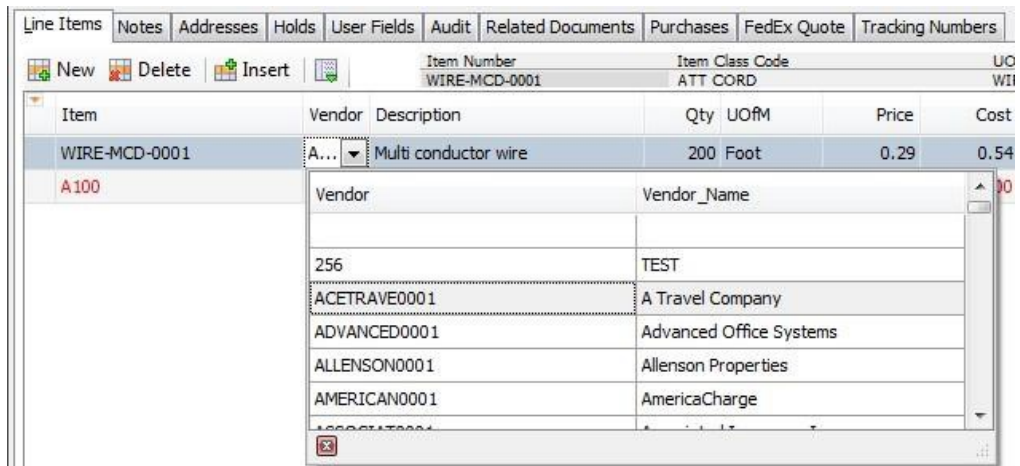 Line Items Notes Addresses Holds User Fields Audit Related Documents Purchases FedEx Quote Tracking Numbers
New Delete Insert Item Number Item Class Code
WIRE-MCD-0001 ATT CORD
Item Vendor Description Qty UOfM Price Cost
WIRE-MCD-0001 A... Multi conductor wire 200 Foot 0.29 0.54
A100
Vendor Vendor_Name
256 TEST
ACETRAVE0001 A Travel Company
ADVANCED0001 Advanced Office Systems
ALLENSON0001 Allenson Properties
AMERICAN0001 AmericaCharge